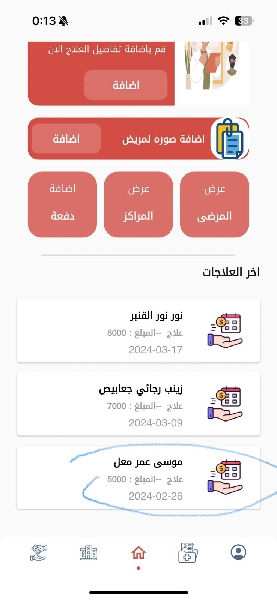 0:13
33
قم باضافة تفاصيل العلاج الان
اضافة
اضافة صوره لمريض
اضافة
عرض
المرضى
عرض
المراكز
اضافة
دفعة
اخر العلاجات
نور نور القنبر
علاج --المبلغ : 8000
2024-03-17
زينب رجائي جعابيص
علاج --المبلغ : 7000
2024-03-09
موسى عمر معل
علاج --المبلغ : 5000
2024-02-26